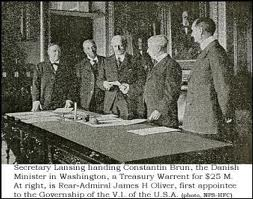 Secretary Lansing handing Constantin Brun, the Danish
Minister in Washington, a Treasury Warrent for $25 M.
At right, is Rear-Admiral James H Oliver, first appointee
to the Governship of the V.I. of the U.S.A. (photo, NPS-HFC)